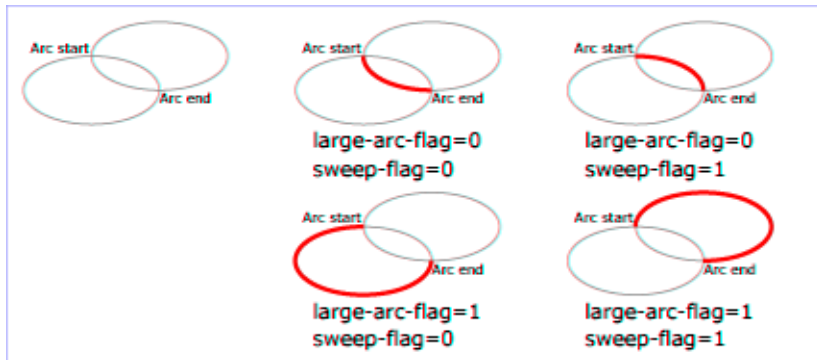 Arc start
Arc end
Arc start
Arc end
large-arc-flag=0
sweep-flag=0
Arc start
Arc end
large-arc-flag=0
sweep-flag=1
Arc start
Arc end
large-arc-flag=1
sweep-flag=0
Arc start
Arc end
large-arc-flag=1
sweep-flag=1